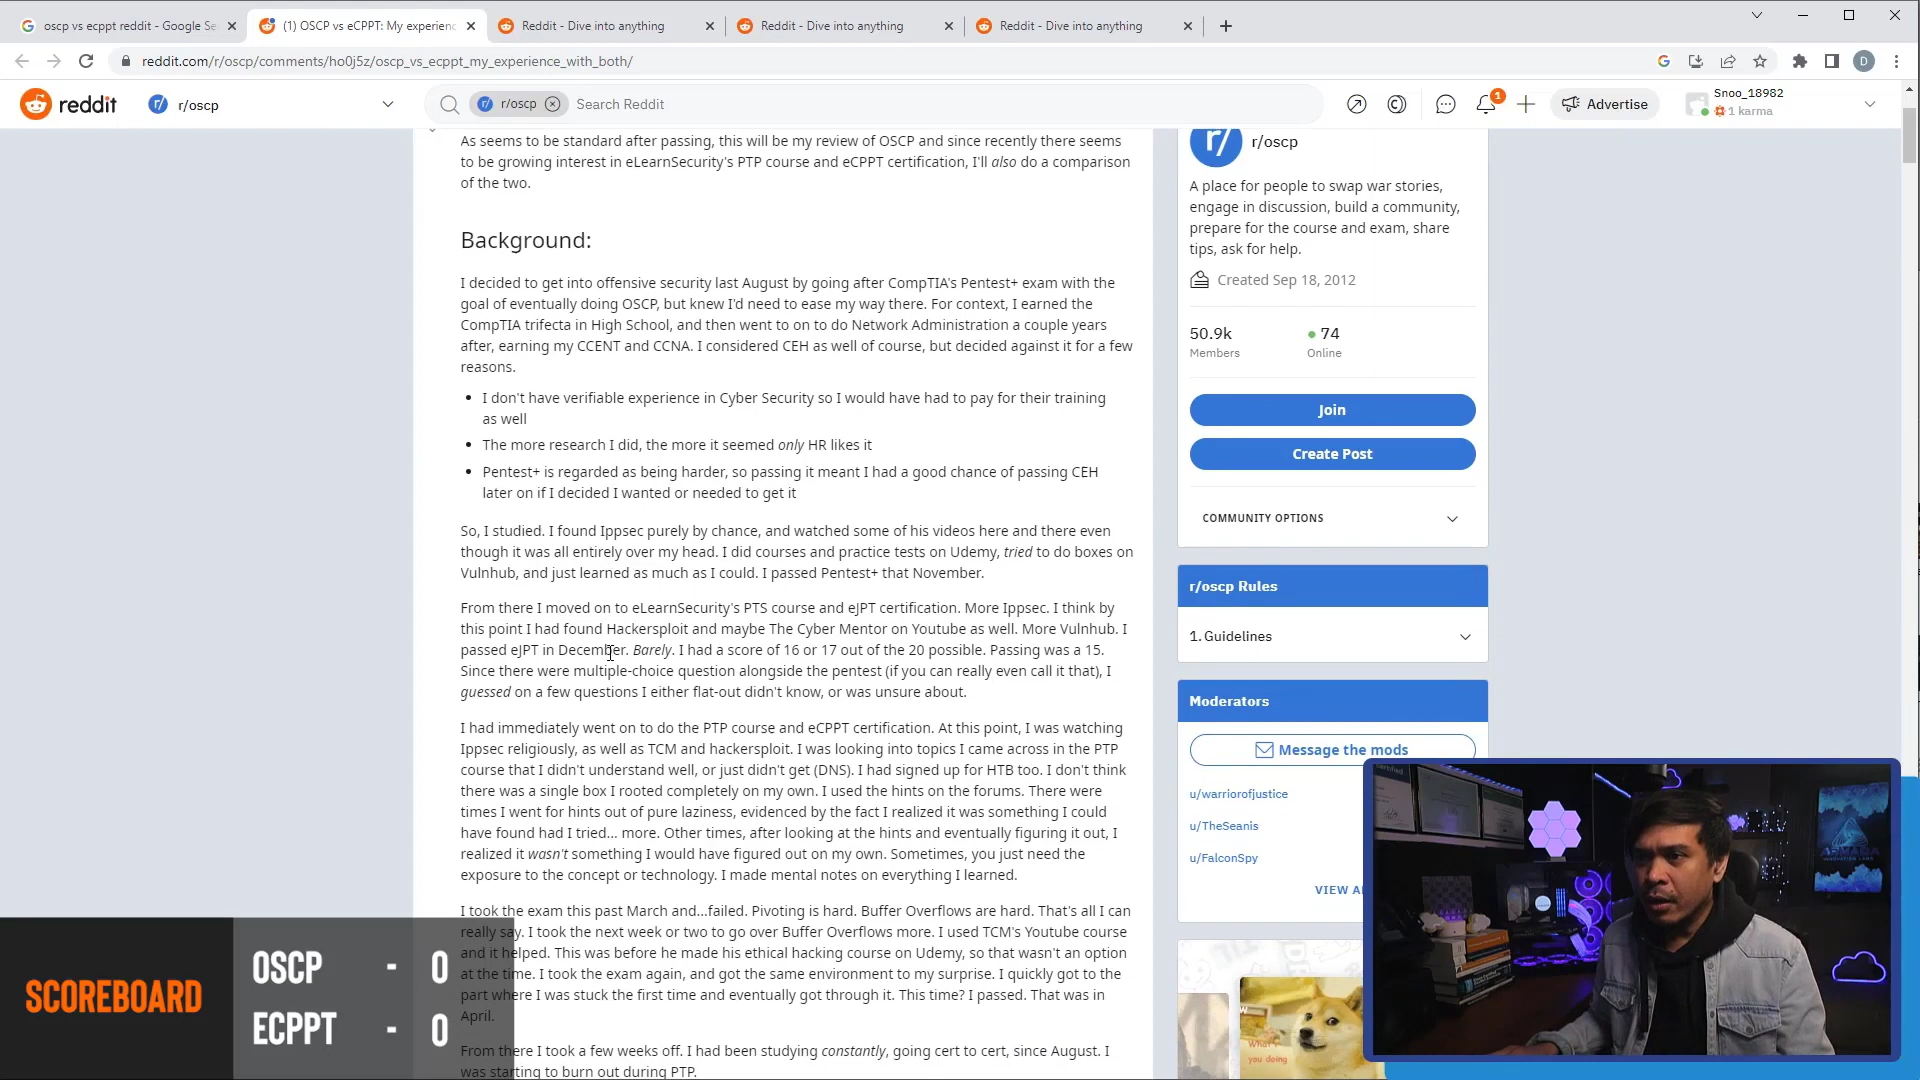 oscp vs ecppt reddit - Google Se
(1) OSCP vs eCPPT: My experienc
Reddit - Dive into anything
Reddit - Dive into anything
Reddit - Dive into anything
reddit.com/r/oscp/comments/ho0j5z/oscp_vs_ecppt_my_experience_with_both/
D
reddit
r/oscp
r/oscp
Search Reddit
1
Advertise
Snoo_18982
1 karma
As seems to be standard after passing, this will be my review of OSCP and since recently there seems
to be growing interest in eLearnSecurity's PTP course and eCPPT certification, I'll also do a comparison
of the two.
Background:
I decided to get into offensive security last August by going after CompTIA's Pentest+ exam with the
goal of eventually doing OSCP, but knew I'd need to ease my way there. For context, I earned the
CompTIA trifecta in High School, and then went to on to do Network Administration a couple years
after, earning my CCENT and CCNA. I considered CEH as well of course, but decided against it for a few
reasons.
• I don't have verifiable experience in Cyber Security so I would have had to pay for their training
as well
• The more research I did, the more it seemed only HR likes it
• Pentest+ is regarded as being harder, so passing it meant I had a good chance of passing CEH
later on if I decided I wanted or needed to get it
So, I studied. I found Ippsec purely by chance, and watched some of his videos here and there even
though it was all entirely over my head. I did courses and practice tests on Udemy, tried to do boxes on
Vulnhub, and just learned as much as I could. I passed Pentest+ that November.
From there I moved on to eLearnSecurity's PTS course and eJPT certification. More Ippsec. I think by
this point I had found Hackersploit and maybe The Cyber Mentor on Youtube as well. More Vulnhub. I
passed eJPT in December. Barely. I had a score of 16 or 17 out of the 20 possible. Passing was a 15.
Since there were multiple-choice question alongside the pentest (if you can really even call it that), I
guessed on a few questions I either flat-out didn't know, or was unsure about.
I had immediately went on to do the PTP course and eCPPT certification. At this point, I was watching
Ippsec religiously, as well as TCM and hackersploit. I was looking into topics I came across in the PTP
course that I didn't understand well, or just didn't get (DNS). I had signed up for HTB too. I don't think
there was a single box I rooted completely on my own. I used the hints on the forums. There were
times I went for hints out of pure laziness, evidenced by the fact I realized it was something I could
have found had I tried... more. Other times, after looking at the hints and eventually figuring it out, I
realized it wasn't something I would have figured out on my own. Sometimes, you just need the
exposure to the concept or technology. I made mental notes on everything I learned.
I took the exam this past March and...failed. Pivoting is hard. Buffer Overflows are hard. That's all I can
really say. I took the next week or two to go over Buffer Overflows more. I used TCM's Youtube course
and it helped. This was before he made his ethical hacking course on Udemy, so that wasn't an option
at the time. I took the exam again, and got the same environment to my surprise. I quickly got to the
part where I was stuck the first time and eventually got through it. This time? I passed. That was in
April.
From there I took a few weeks off. I had been studying constantly, going cert to cert, since August. I
was starting to burn out during PTP.
r/
r/oscp
A place for people to swap war stories,
engage in discussion, build a community,
prepare for the course and exam, share
tips, ask for help.
Created Sep 18, 2012
50.9k
Members
74
Online
Join
Create Post
COMMUNITY OPTIONS
r/oscp Rules
1. Guidelines
Moderators
Message the mods
u/warriorofjustice
u/TheSeanis
u/FalconSpy
VIEW A
What's
you doing
SCOREBOARD
OSCP - 0
ECPPT - 0